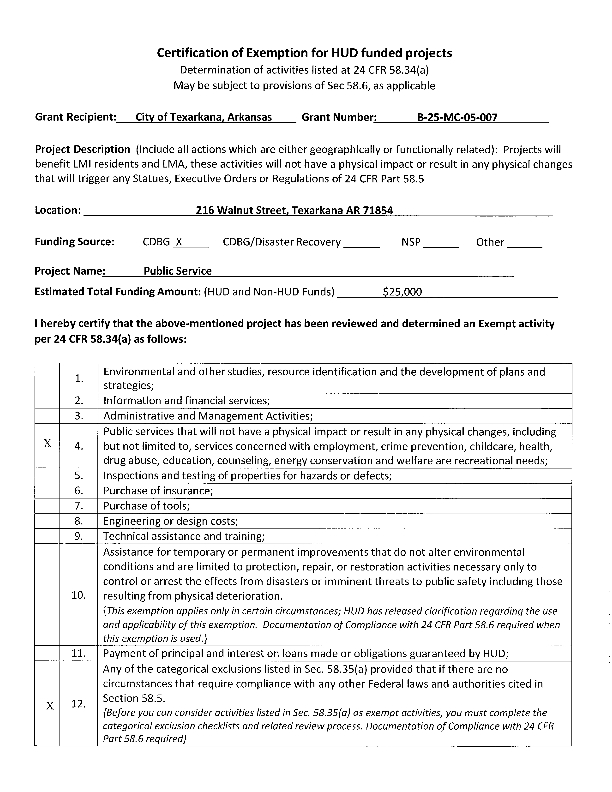 Certification of Exemption for HUD funded projects
Determination of activities listed at 24 CFR 58.34(a)
May be subject to provisions of Sec 58.6, as applicable
Grant Recipient: City of Texarkana, Arkansas Grant Number: B-25-MC-05-007
Project Description (Include all actions which are either geographically or functionally related): Projects will
benefit LMI residents and LMA, these activities will not have a physical impact or result in any physical changes
that will trigger any Statues, Executive Orders or Regulations of 24 CFR Part 58.5
Location: 216 Walnut Street, Texarkana AR 71854
Funding Source: CDBG X CDBG/Disaster Recovery NSP Other
Project Name: Public Service
Estimated Total Funding Amount: (HUD and Non-HUD Funds) $25,000
I hereby certify that the above-mentioned project has been reviewed and determined an Exempt activity
per 24 CFR 58.34(a) as follows:
1. Environmental and other studies, resource identification and the development of plans and
strategies;
2. Information and financial services;
3. Administrative and Management Activities;
X 4. Public services that will not have a physical impact or result in any physical changes, including
but not limited to, services concerned with employment, crime prevention, childcare, health,
drug abuse, education, counseling, energy conservation and welfare are recreational needs;
5. Inspections and testing of properties for hazards or defects;
6. Purchase of insurance;
7. Purchase of tools;
8. Engineering or design costs;
9. Technical assistance and training;
10. Assistance for temporary or permanent improvements that do not alter environmental
conditions and are limited to protection, repair, or restoration activities necessary only to
control or arrest the effects from disasters or imminent threats to public safety including those
resulting from physical deterioration.
(This exemption applies only in certain circumstances; HUD has released clarification regarding the use
and applicability of this exemption. Documentation of Compliance with 24 CFR Part 58.6 required when
this exemption is used.)
11. Payment of principal and interest on loans made or obligations guaranteed by HUD;
X 12. Any of the categorical exclusions listed in Sec. 58.35(a) provided that if there are no
circumstances that require compliance with any other Federal laws and authorities cited in
Section 58.5.
(Before you can consider activities listed in Sec. 58.35(a) as exempt activities, you must complete the
categorical exclusion checklists and related review process. Documentation of Compliance with 24 CFR
Part 58.6 required)